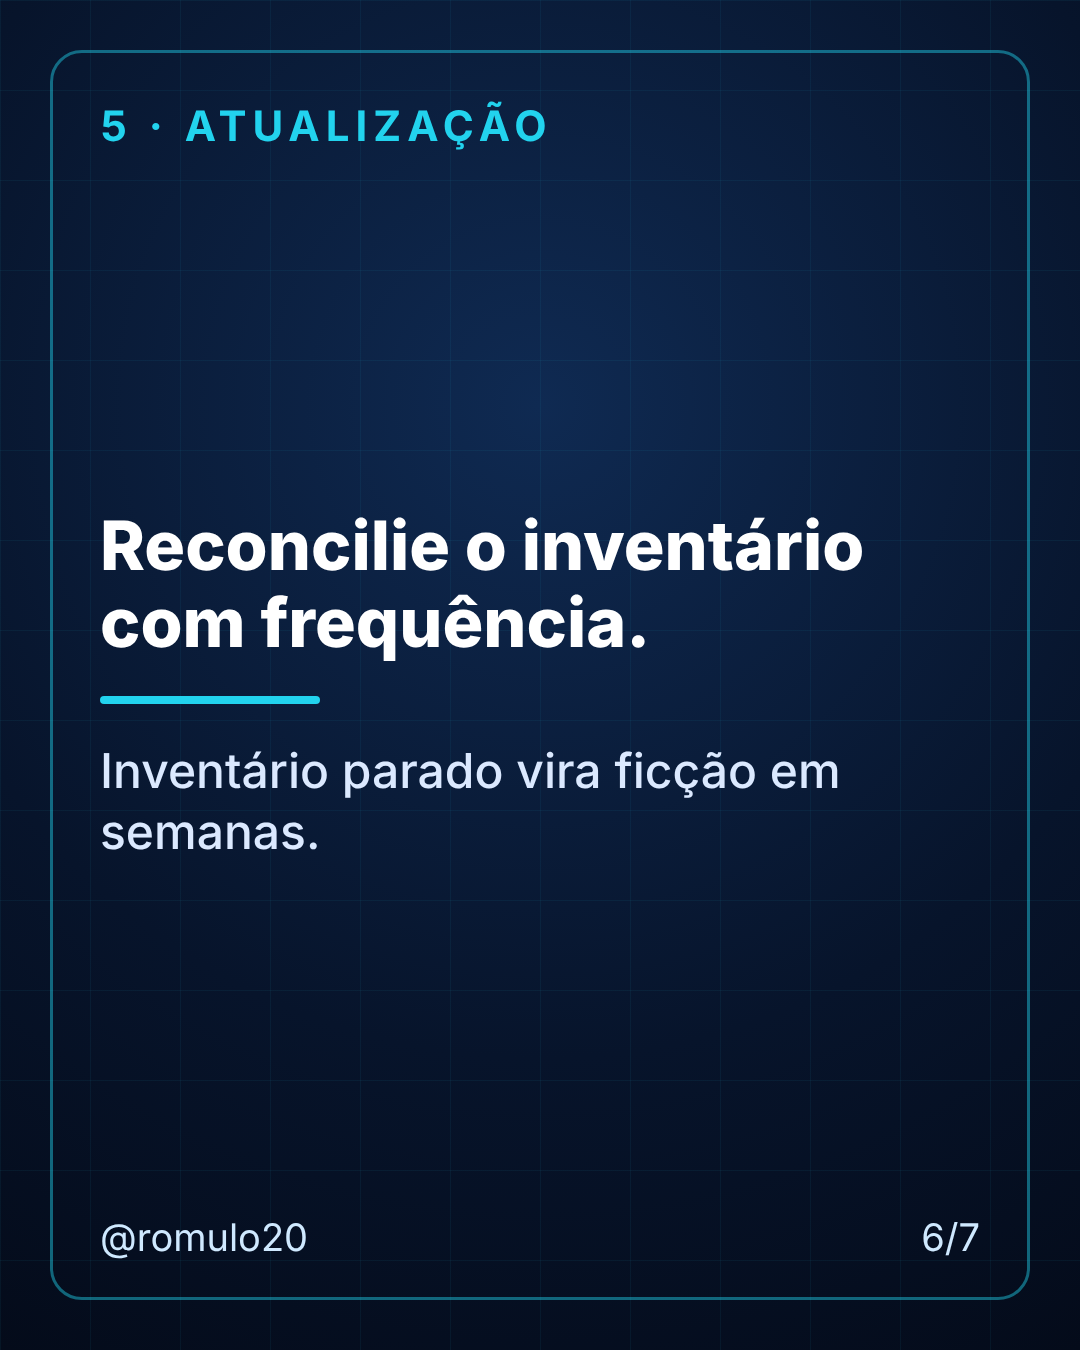 5 · ATUALIZAÇÃO
Reconcilie o inventário
com frequência.
Inventário parado vira ficção em
semanas.
@romulo20
6/7